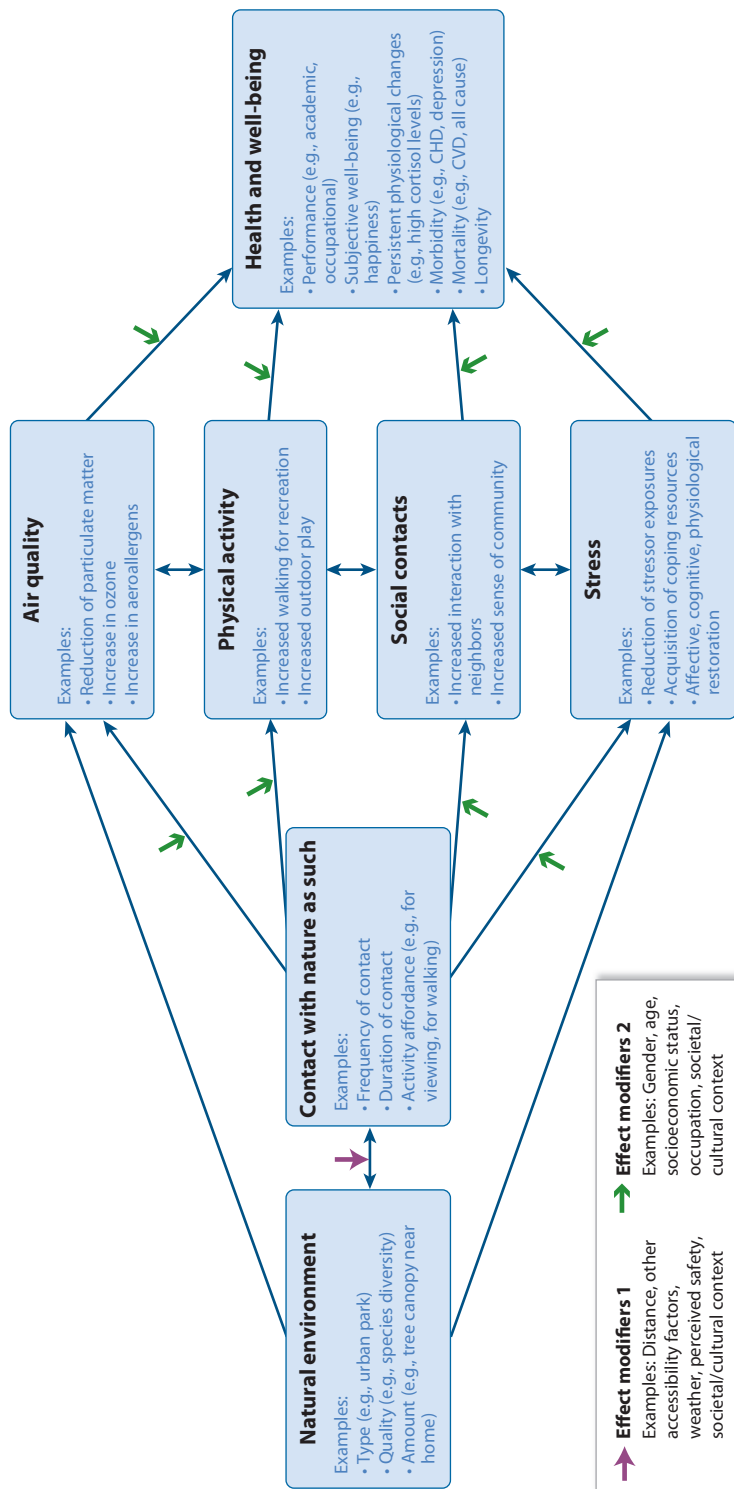 Natural environment
Examples:
• Type (e.g., urban park)
• Quality (e.g., species diversity)
• Amount (e.g., tree canopy near
home)
Contact with nature as such
Examples:
• Frequency of contact
• Duration of contact
• Activity affordance (e.g., for
viewing, for walking)
Air quality
Examples:
• Reduction of particulate matter
• Increase in ozone
• Increase in aeroallergens
Physical activity
Examples:
• Increased walking for recreation
• Increased outdoor play
Social contacts
Examples:
• Increased interaction with
neighbors
• Increased sense of community
Stress
Examples:
• Reduction of stressor exposures
• Acquisition of coping resources
• Affective, cognitive, physiological
restoration
Health and well-being
Examples:
• Performance (e.g., academic,
occupational)
• Subjective well-being (e.g.,
happiness)
• Persistent physiological changes
(e.g., high cortisol levels)
• Morbidity (e.g., CHD, depression)
• Mortality (e.g., CVD, all cause)
• Longevity
Effect modifiers 1
Examples: Distance, other
accessibility factors,
weather, perceived safety,
societal/cultural context
Effect modifiers 2
Examples: Gender, age,
socioeconomic status,
occupation, societal/
cultural context